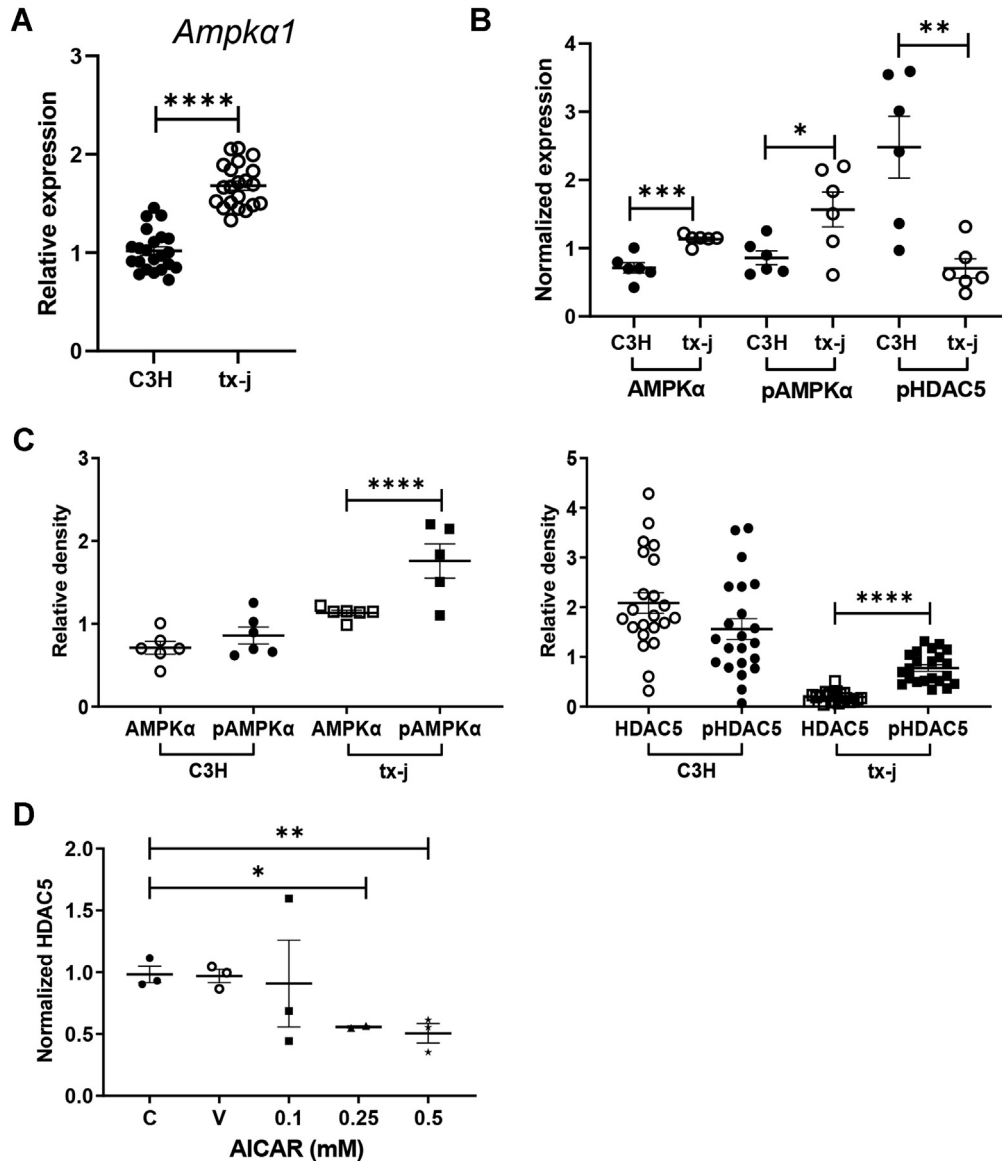 A
Ampkα1
Relative expression
3
2
1
0
****
C3H tx-j
B
Normalized expression
4
3
2
1
0
***
*
**
C3H tx-j C3H tx-j C3H tx-j
AMPKα pAMPKα pHDAC5
C
Relative density
3
2
1
0
****
AMPKα pAMPKα AMPKα pAMPKα
C3H tx-j
Relative density
5
4
3
2
1
0
****
HDAC5 pHDAC5 HDAC5 pHDAC5
C3H tx-j
D
Normalized HDAC5
2.0
1.5
1.0
0.5
0.0
**
*
C V 0.1 0.25 0.5
AICAR (mM)